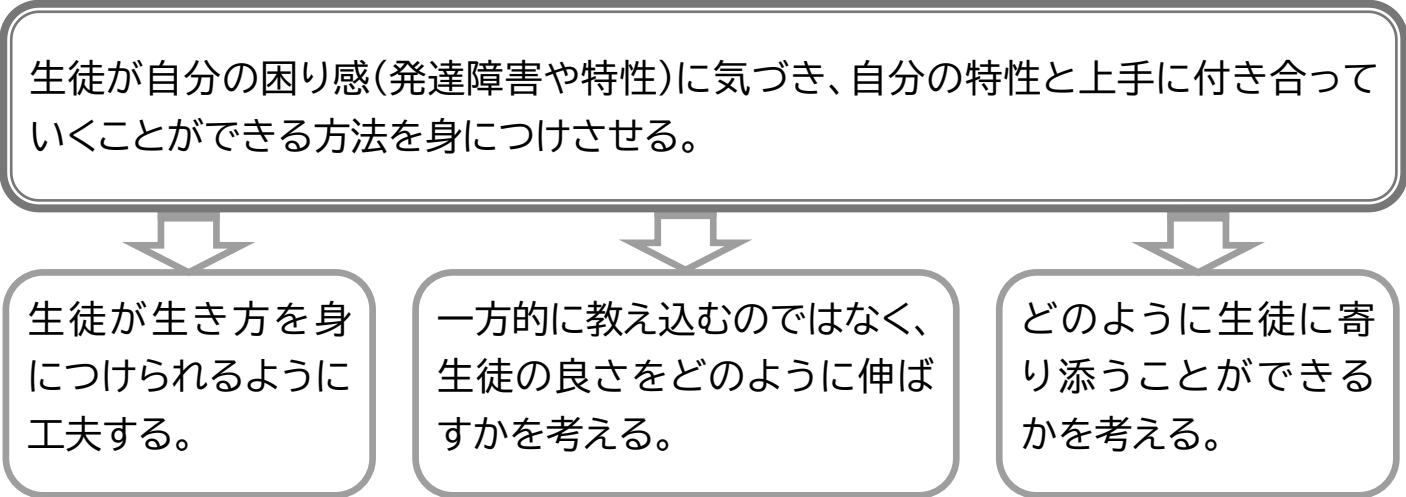 生徒が自分の困り感(発達障害や特性)に気づき、自分の特性と上手に付き合って
いくことができる方法を身につけさせる。
生徒が生き方を身
につけられるように
工夫する。
一方的に教え込むのではなく、
生徒の良さをどのように伸ば
すかを考える。
どのように生徒に寄
り添うことができる
かを考える。